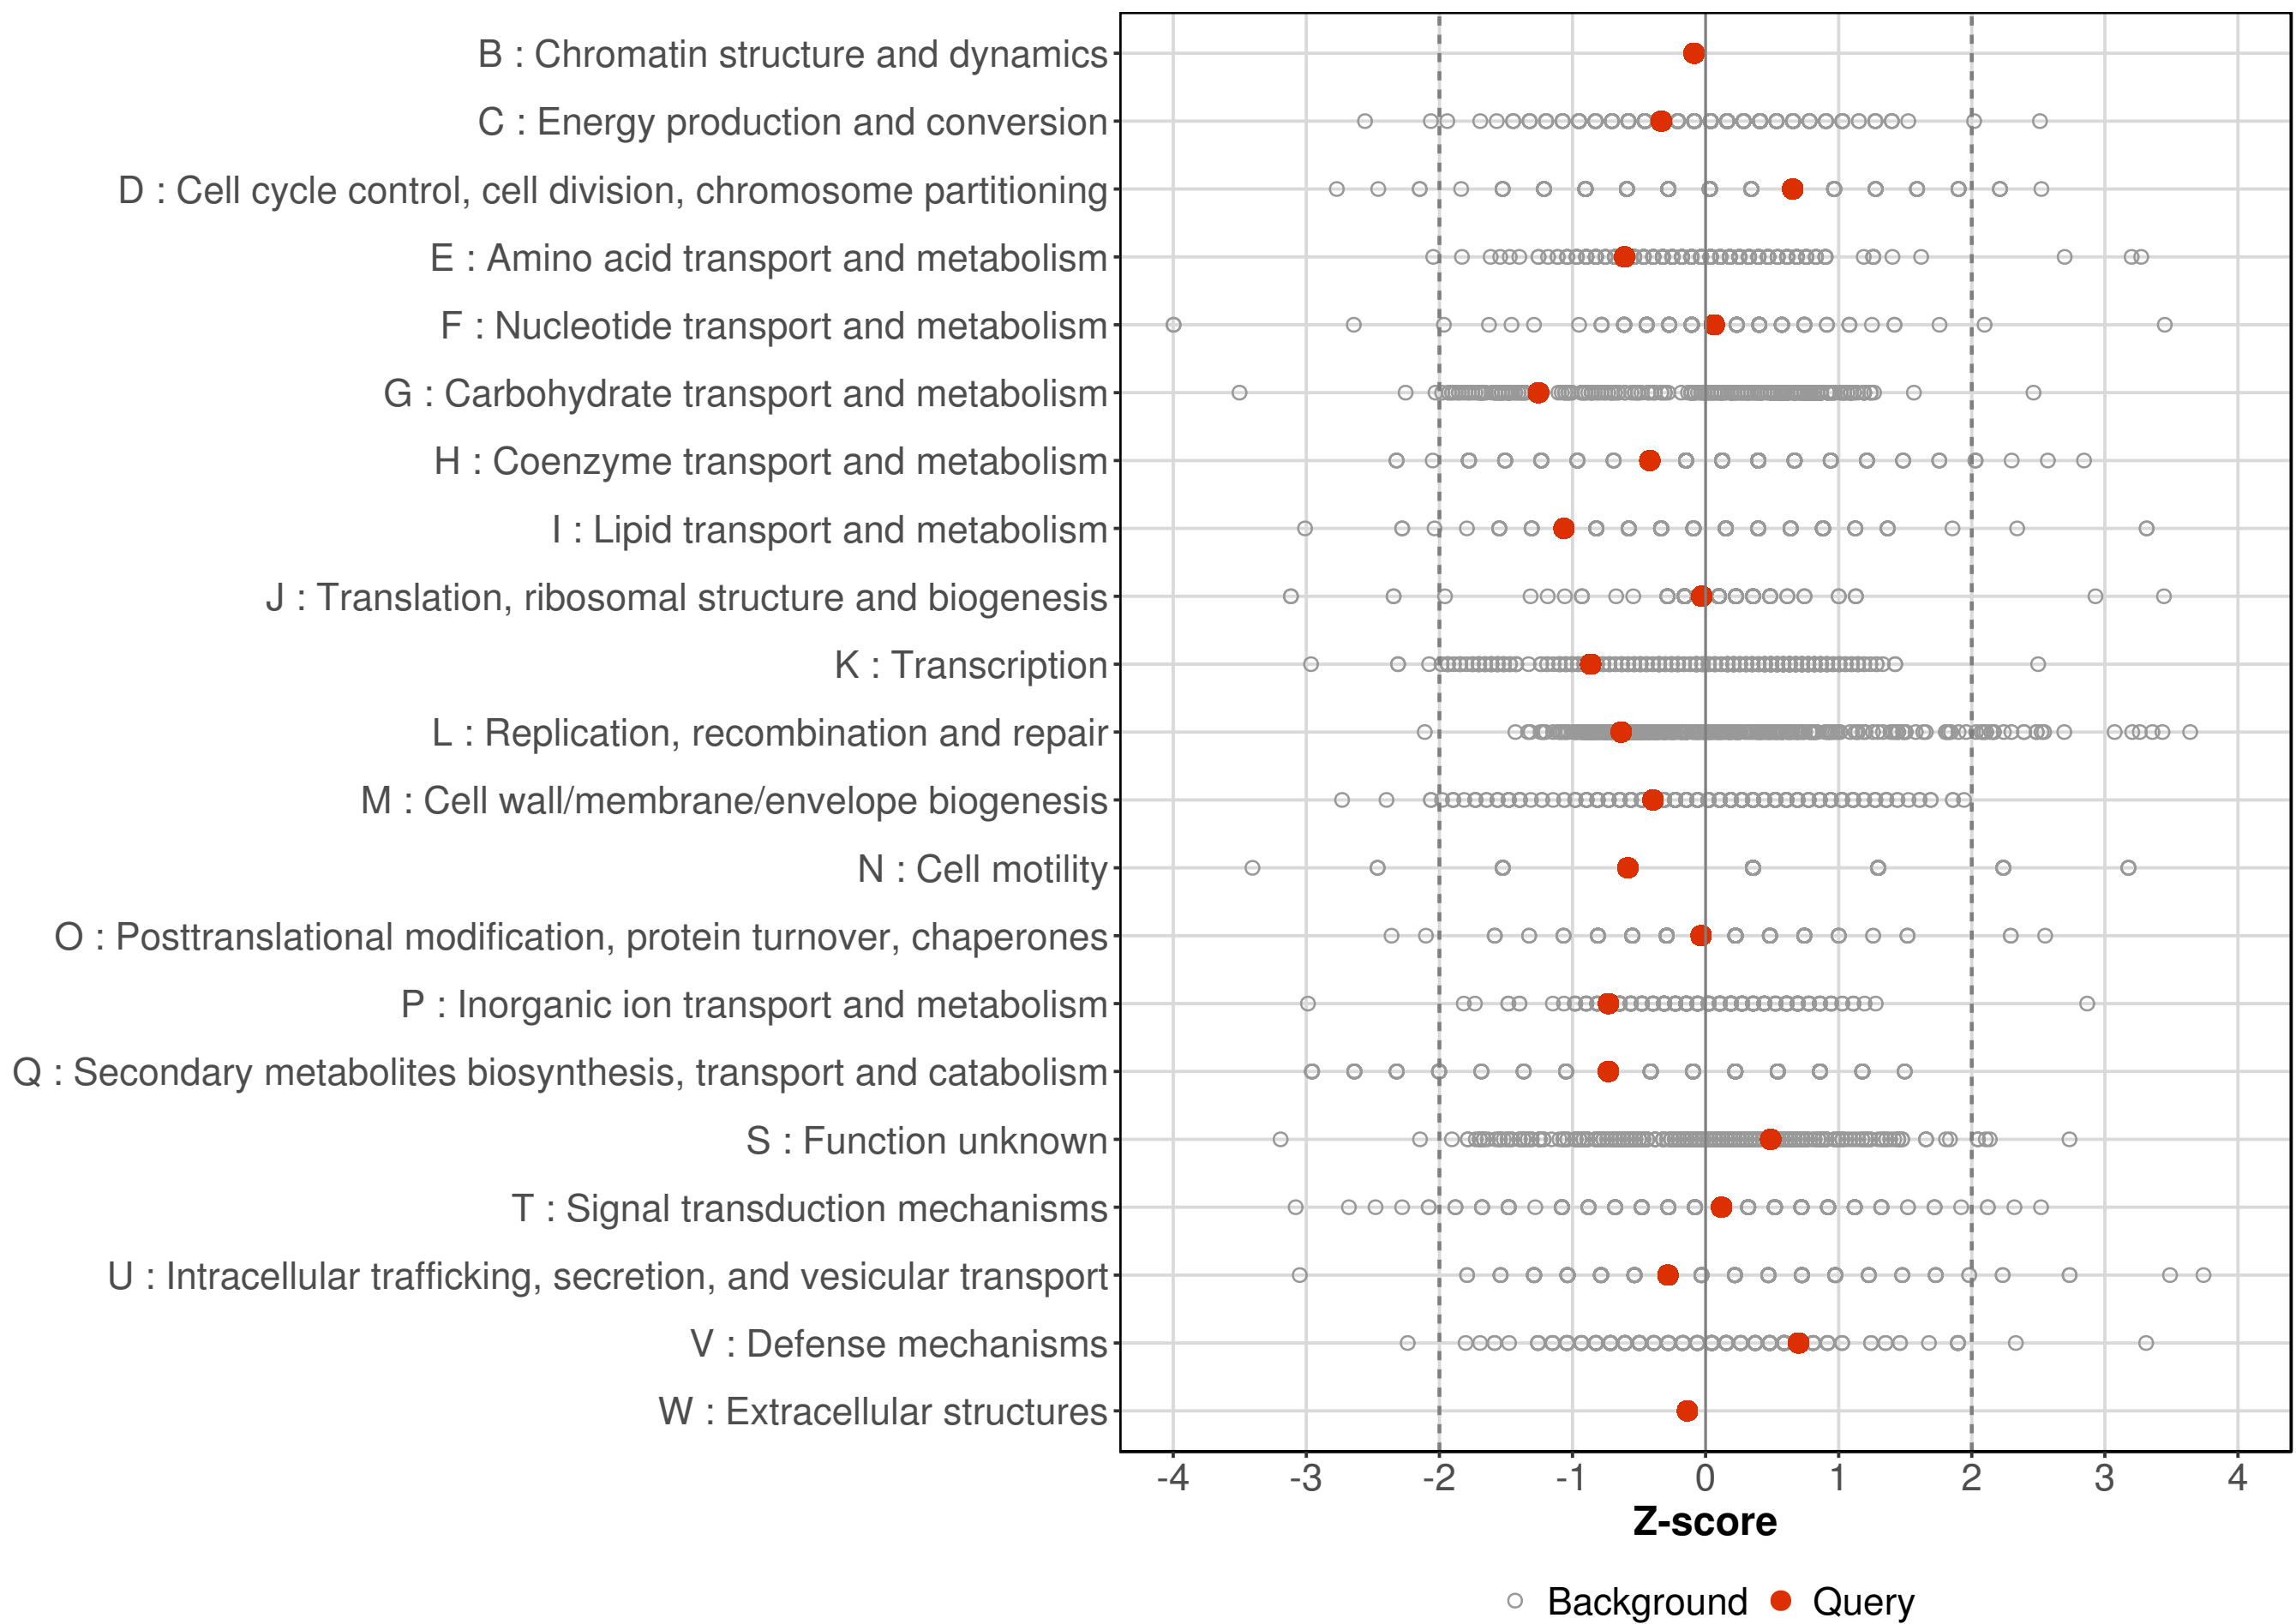 B : Chromatin structure and dynamics
C : Energy production and conversion
D : Cell cycle control, cell division, chromosome partitioning
E : Amino acid transport and metabolism
F : Nucleotide transport and metabolism
G : Carbohydrate transport and metabolism
H : Coenzyme transport and metabolism
I : Lipid transport and metabolism
J : Translation, ribosomal structure and biogenesis
K : Transcription
L : Replication, recombination and repair
M : Cell wall/membrane/envelope biogenesis
N : Cell motility
O : Posttranslational modification, protein turnover, chaperones
P : Inorganic ion transport and metabolism
Q : Secondary metabolites biosynthesis, transport and catabolism
S : Function unknown
T : Signal transduction mechanisms
U : Intracellular trafficking, secretion, and vesicular transport
V : Defense mechanisms
W : Extracellular structures
-4 -3 -2 -1 0 1 2 3 4
Z-score
Background Query